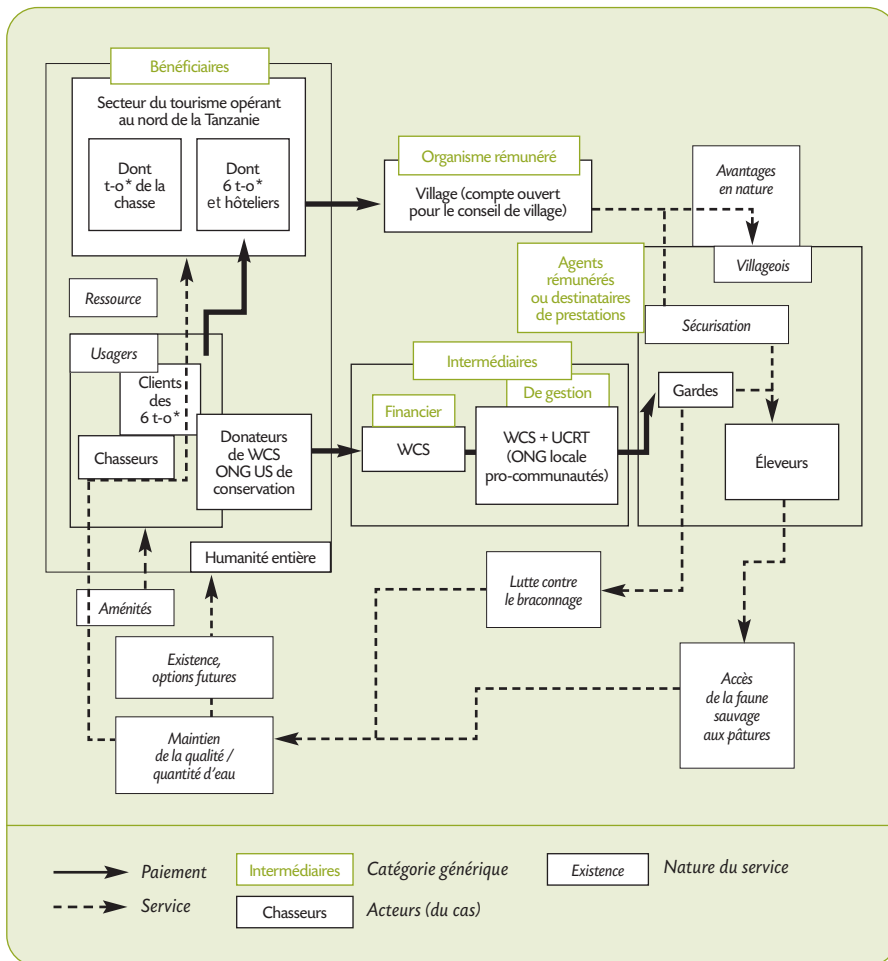 Bénéficiaires
Secteur du tourisme opérant
au nord de la Tanzanie
Dont
t-o* de la
chasse
Dont
6 t-o*
et hôteliers
Organisme rémunéré
Village (compte ouvert
pour le conseil de village)
Avantages
en nature
Villageois
Agents
rémunérés
ou destinataires
de prestations
Sécurisation
Ressource
Usagers
Clients
des
6 t-o*
Chasseurs
Donateurs
de WCS
ONG US de
conservation
Humanité entière
Intermédiaires
De gestion
Financier
WCS
WCS + UCRT
(ONG locale
pro-communautés)
Gardes
Éleveurs
Aménités
Lutte contre
le braconnage
Existence,
options futures
Maintien
de la qualité /
quantité d'eau
Accès
de la faune
sauvage
aux pâtures
Paiement
Intermédiaires
Catégorie générique
Existence
Nature du service
Service
Chasseurs
Acteurs (du cas)